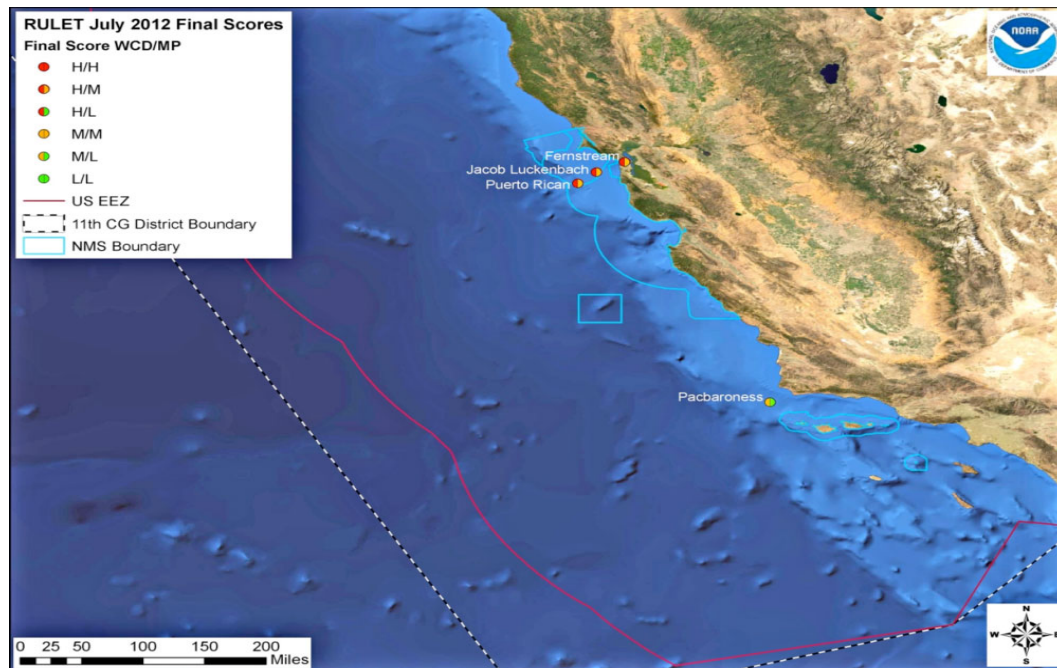 RULET July 2012 Final Scores
Final Score WCD/MP
H/H
H/M
H/L
M/M
M/L
L/L
US EEZ
11th CG District Boundary
NMS Boundary
NOAA
Fernstream
Jacob Luckenbach
Puerto Rican
Pacbaroness
0 25 50 100 150 200
Miles
N
W E
S